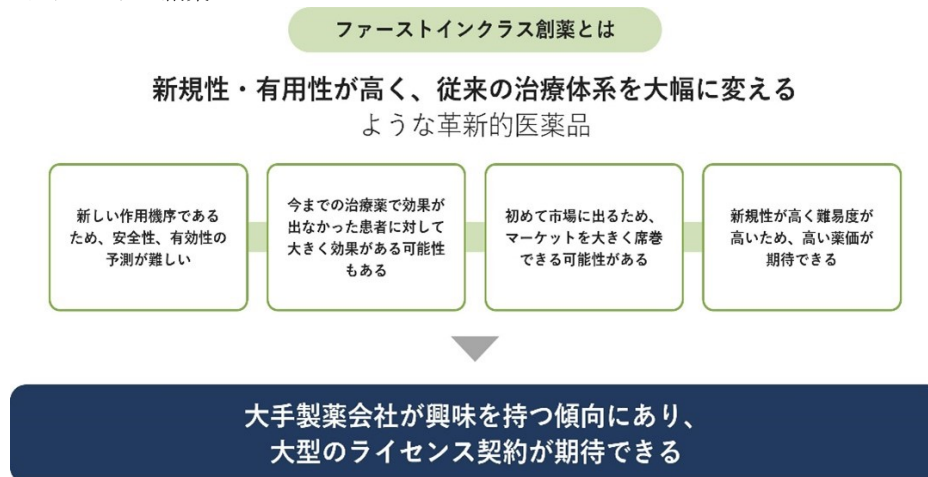 ファーストインクラス創薬とは
新規性・有用性が高く、従来の治療体系を大幅に変える
ような革新的医薬品
新しい作用機序である
ため、安全性、有効性の
予測が難しい
今までの治療薬で効果が
出なかった患者に対して
大きく効果がある可能性
もある
初めて市場に出るため、
マーケットを大きく席巻
できる可能性がある
新規性が高く難易度が
高いため、高い薬価が
期待できる
大手製薬会社が興味を持つ傾向にあり、
大型のライセンス契約が期待できる